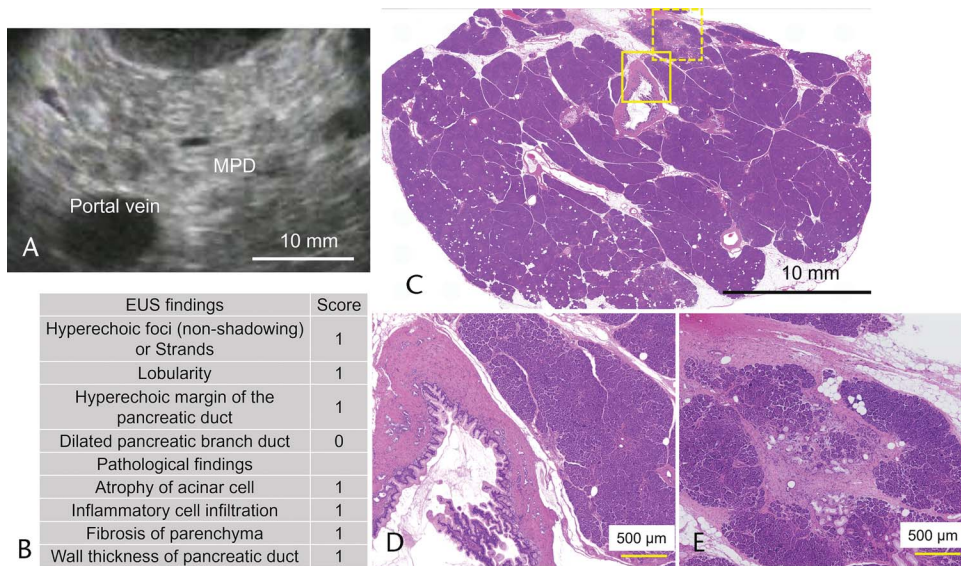 MPD
Portal vein
10 mm
A
EUS findings Score
Hyperechoic foci (non-shadowing) or Strands 1
Lobularity 1
Hyperechoic margin of the pancreatic duct 1
Dilated pancreatic branch duct 0
Pathological findings
Atrophy of acinar cell 1
Inflammatory cell infiltration 1
Fibrosis of parenchyma 1
Wall thickness of pancreatic duct 1
B
C
10 mm
D
500 µm
E
500 µm